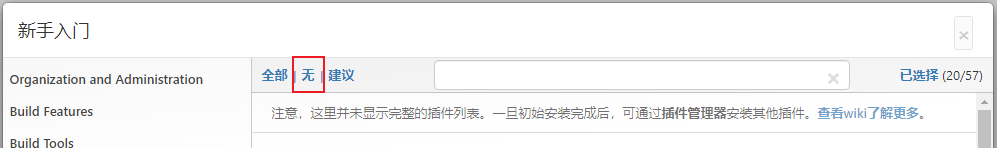 新手入门
×
Organization and Administration
全部 | 无 | 建议
×
已选择 (20/57)
Build Features
注意，这里并未显示完整的插件列表。一旦初始安装完成后，可通过插件管理器安装其他插件。查看wiki了解更多。
Build Tools